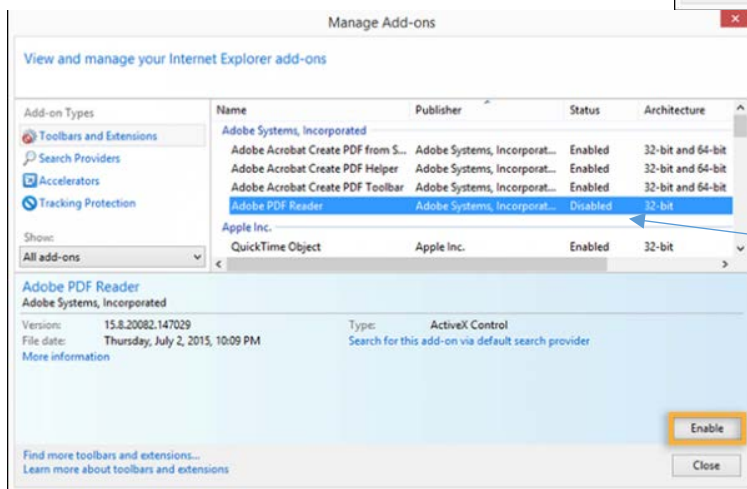 Manage Add-ons
View and manage your Internet Explorer add-ons
Add-on Types
Toolbars and Extensions
Search Providers
Accelerators
Tracking Protection
Show:
All add-ons
Name Publisher Status Architecture
Adobe Systems, Incorporated
Adobe Acrobat Create PDF from S... Adobe Systems, Incorporat... Enabled 32-bit and 64-bit
Adobe Acrobat Create PDF Helper Adobe Systems, Incorporat... Enabled 32-bit and 64-bit
Adobe Acrobat Create PDF Toolbar Adobe Systems, Incorporat... Enabled 32-bit and 64-bit
Adobe PDF Reader Adobe Systems, Incorporat... Disabled 32-bit
Apple Inc.
QuickTime Object Apple Inc. Enabled 32-bit
Adobe PDF Reader
Adobe Systems, Incorporated
Version: 15.8.20082.147029 Type: ActiveX Control
File date: Thursday, July 2, 2015, 10:09 PM Search for this add-on via default search provider
More information
Enable
Find more toolbars and extensions...
Learn more about toolbars and extensions
Close